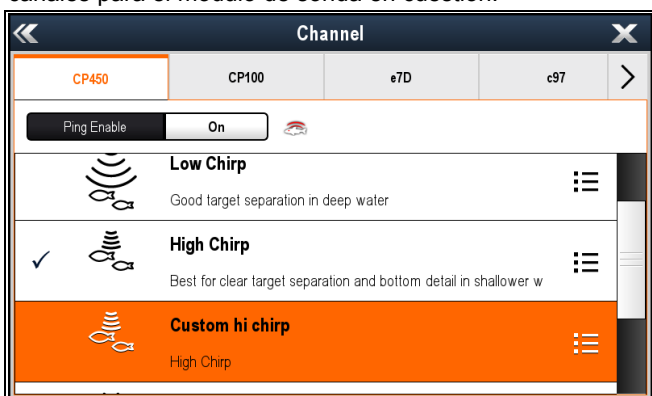 canales para el módulo de sonda en cuestión.
Channel
CP450 CP100 e7D c97
Ping Enable On
Low Chirp
Good target separation in deep water
High Chirp
Best for clear target separation and bottom detail in shallower w
Custom hi chirp
High Chirp